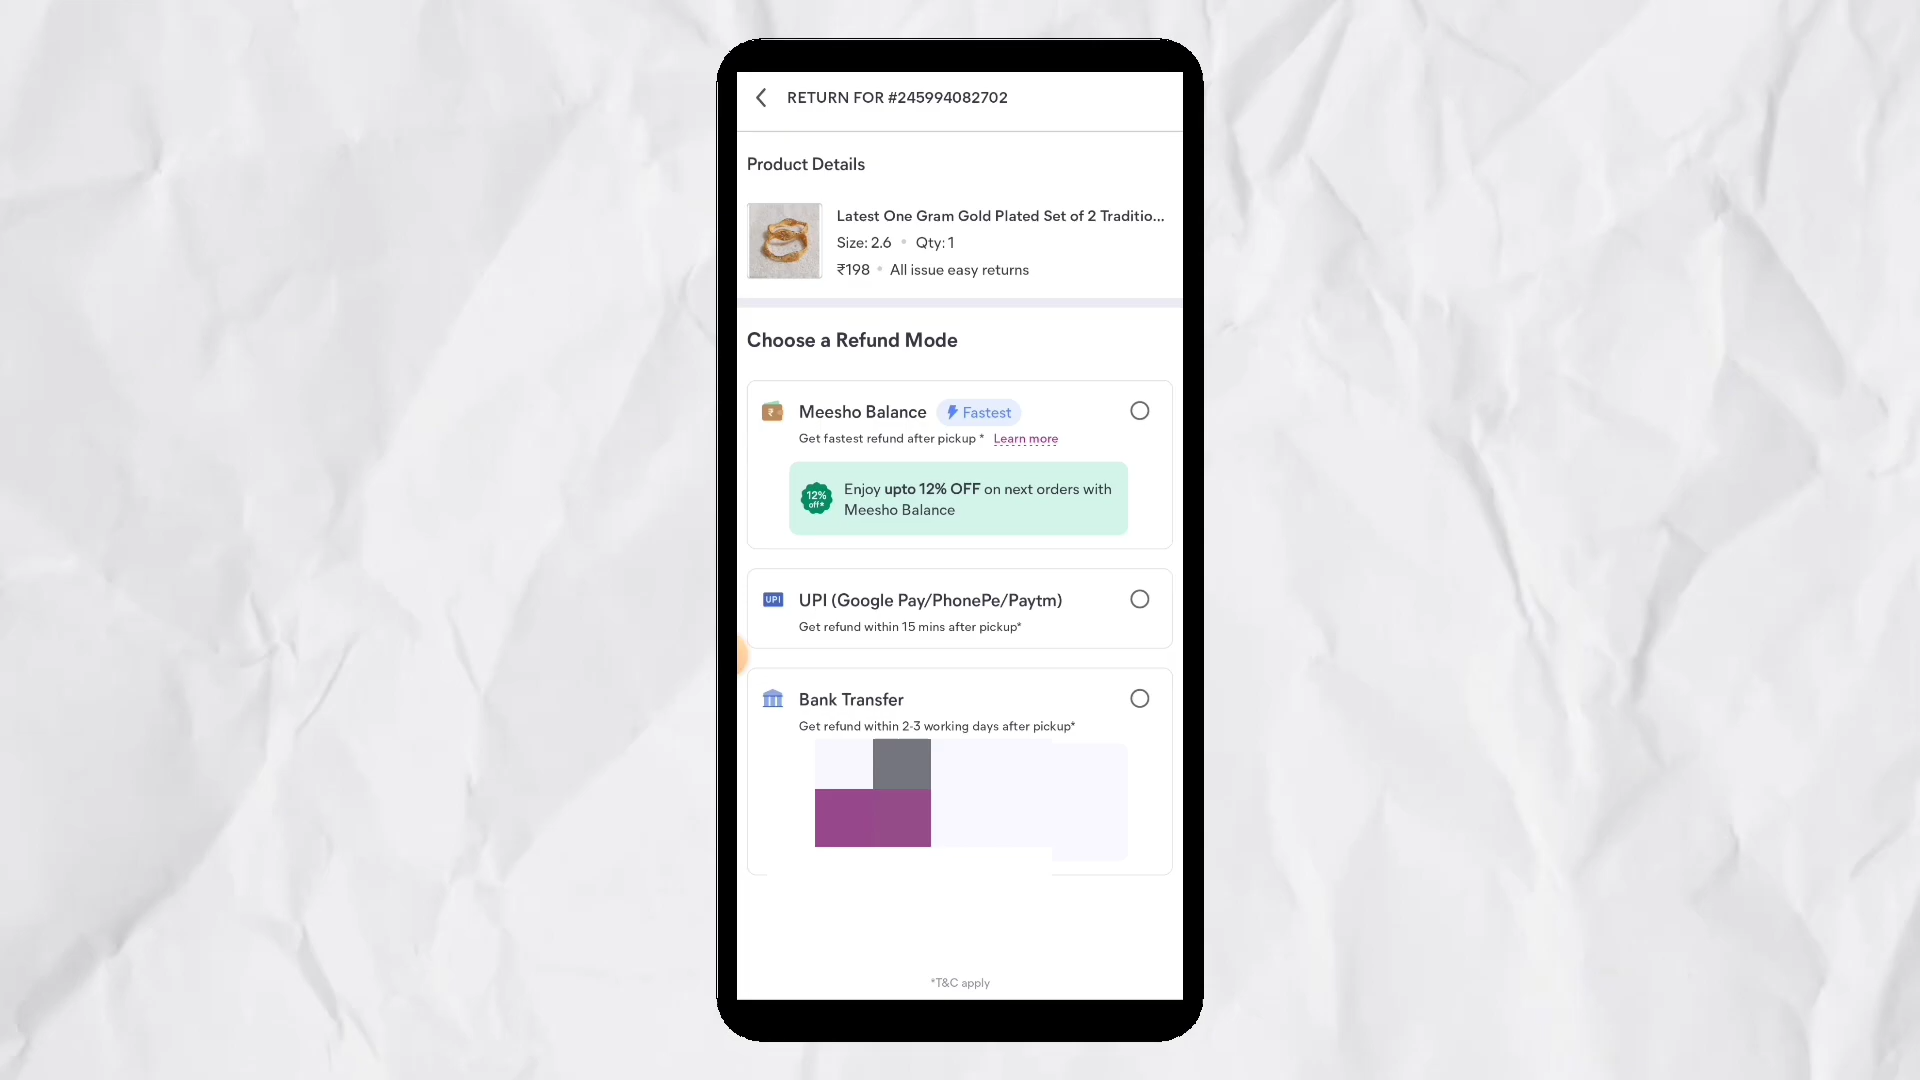 RETURN FOR #245994082702
Product Details
Latest One Gram Gold Plated Set of 2 Traditio...
Size: 2.6 • Qty: 1
₹198 • All issue easy returns
Choose a Refund Mode
₹ Meesho Balance Fastest
Get fastest refund after pickup * Learn more
12% off*
Enjoy upto 12% OFF on next orders with
Meesho Balance
UPI UPI (Google Pay/PhonePe/Paytm)
Get refund within 15 mins after pickup*
Bank Transfer
Get refund within 2-3 working days after pickup*
*T&C apply